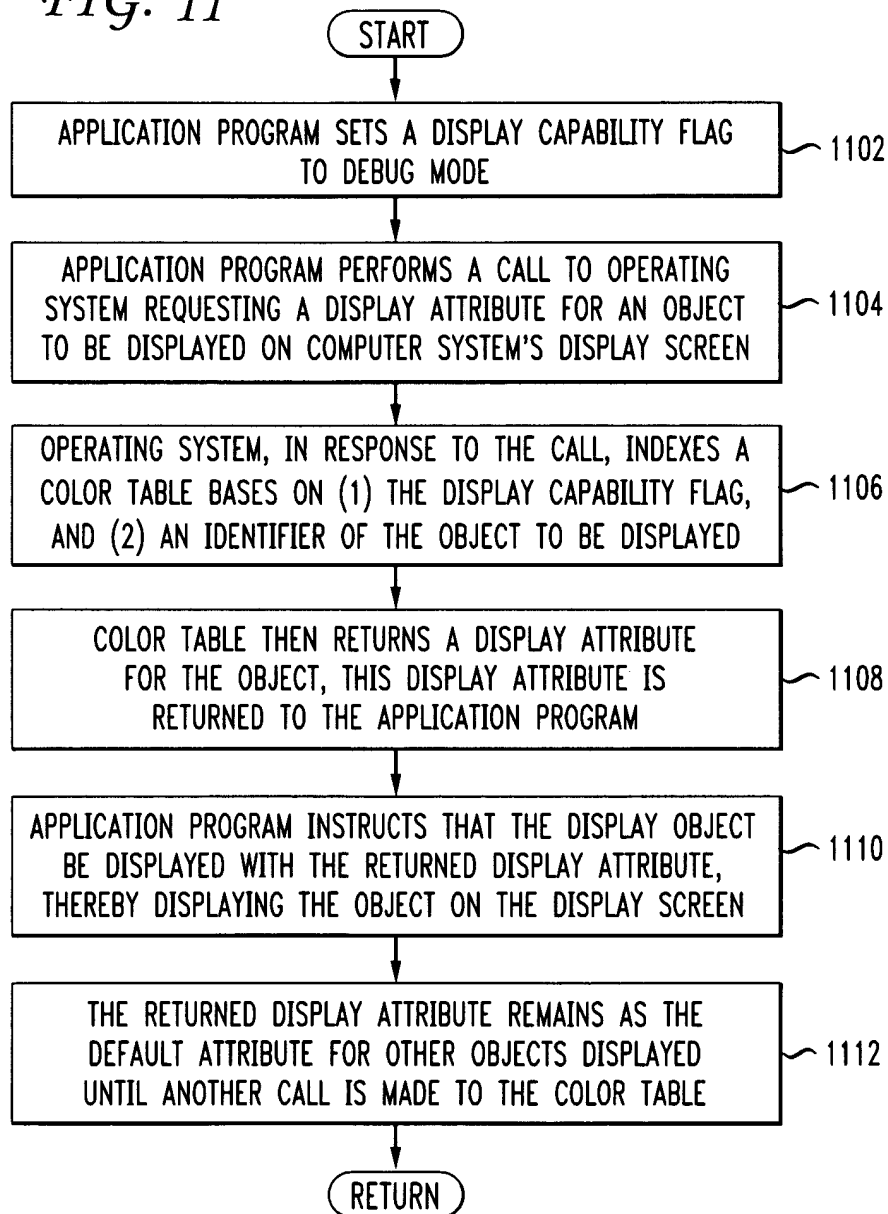 FIG. 11
START
APPLICATION PROGRAM SETS A DISPLAY CAPABILITY FLAG
TO DEBUG MODE
1102
APPLICATION PROGRAM PERFORMS A CALL TO OPERATING
SYSTEM REQUESTING A DISPLAY ATTRIBUTE FOR AN OBJECT
TO BE DISPLAYED ON COMPUTER SYSTEM'S DISPLAY SCREEN
1104
OPERATING SYSTEM, IN RESPONSE TO THE CALL, INDEXES A
COLOR TABLE BASES ON (1) THE DISPLAY CAPABILITY FLAG,
AND (2) AN IDENTIFIER OF THE OBJECT TO BE DISPLAYED
1106
COLOR TABLE THEN RETURNS A DISPLAY ATTRIBUTE
FOR THE OBJECT, THIS DISPLAY ATTRIBUTE IS
RETURNED TO THE APPLICATION PROGRAM
1108
APPLICATION PROGRAM INSTRUCTS THAT THE DISPLAY OBJECT
BE DISPLAYED WITH THE RETURNED DISPLAY ATTRIBUTE,
THEREBY DISPLAYING THE OBJECT ON THE DISPLAY SCREEN
1110
THE RETURNED DISPLAY ATTRIBUTE REMAINS AS THE
DEFAULT ATTRIBUTE FOR OTHER OBJECTS DISPLAYED
UNTIL ANOTHER CALL IS MADE TO THE COLOR TABLE
1112
RETURN